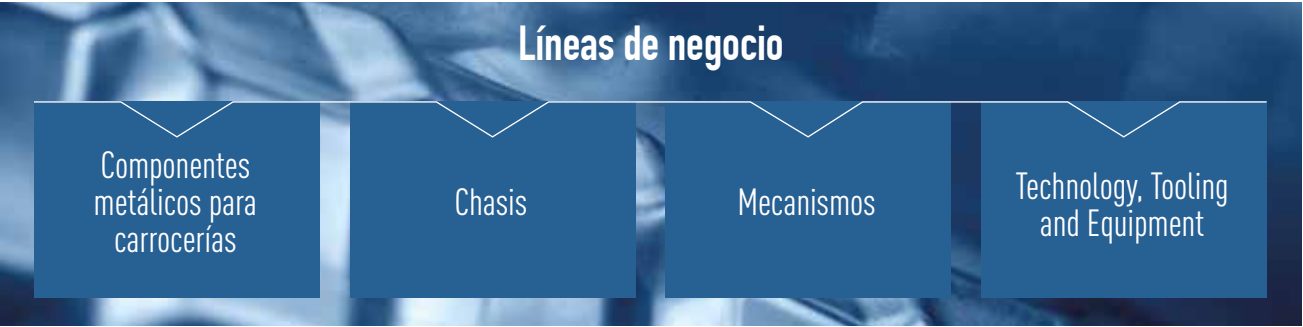 Líneas de negocio
Componentes
metálicos para
carrocerías
Chasis
Mecanismos
Technology, Tooling
and Equipment